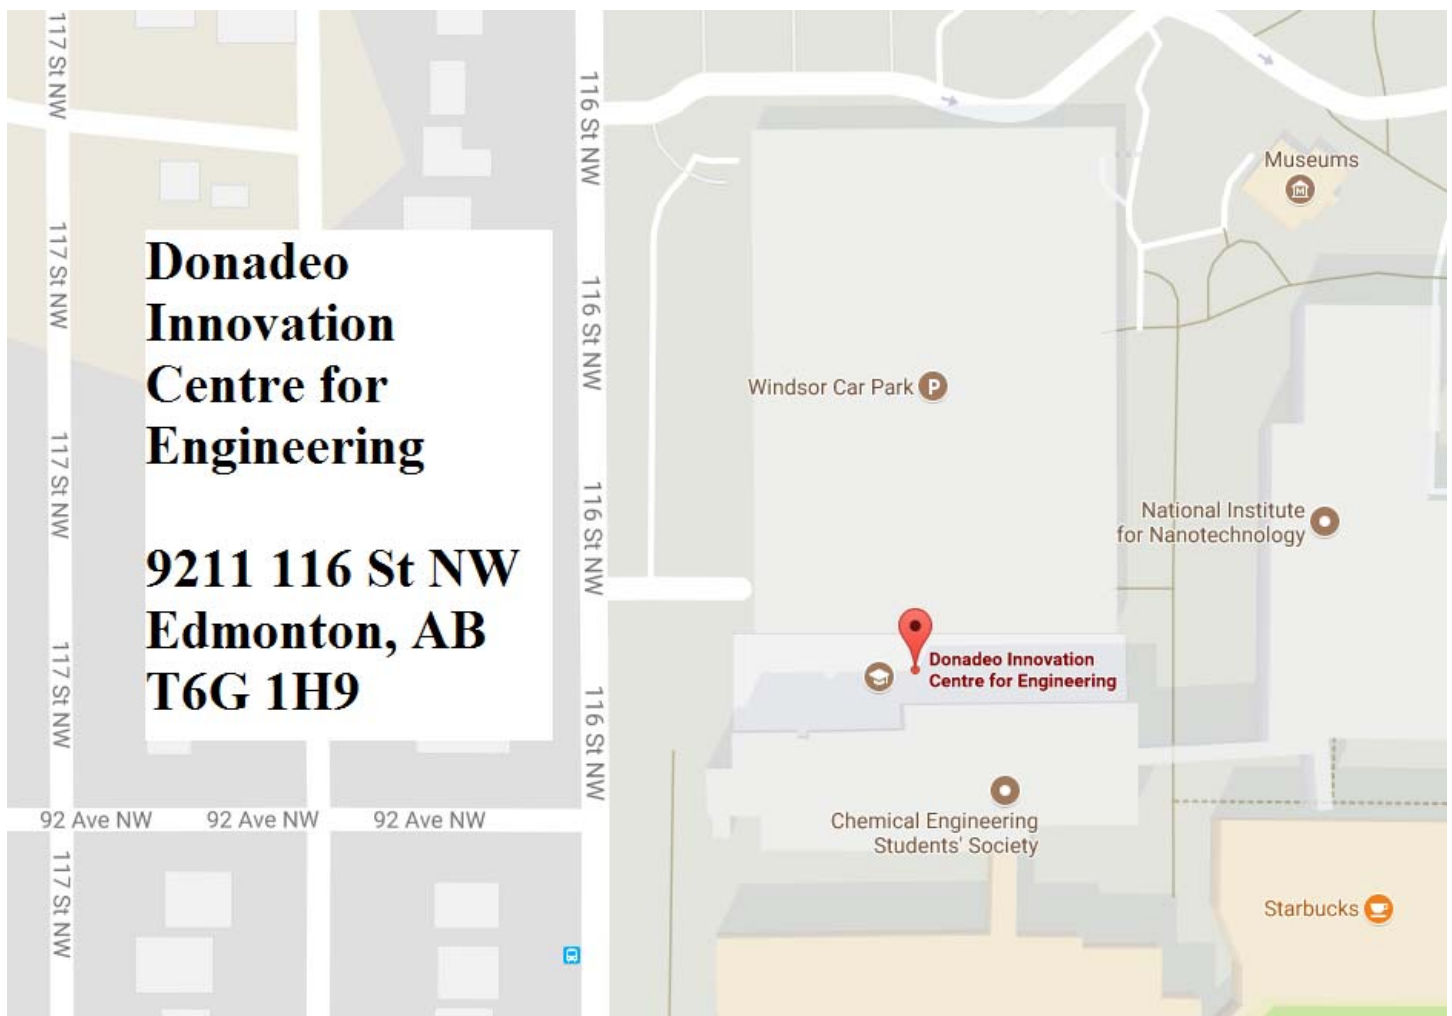 117 St NW
116 St NW
Museums
117 St NW
Donadeo
Innovation
Centre for
Engineering
9211 116 St NW
Edmonton, AB
T6G 1H9
116 St NW
Windsor Car Park
P
117 St NW
116 St NW
National Institute
for Nanotechnology
117 St NW
Donadeo Innovation
Centre for Engineering
116 St NW
92 Ave NW
92 Ave NW
92 Ave NW
Chemical Engineering
Students' Society
117 St NW
Starbucks